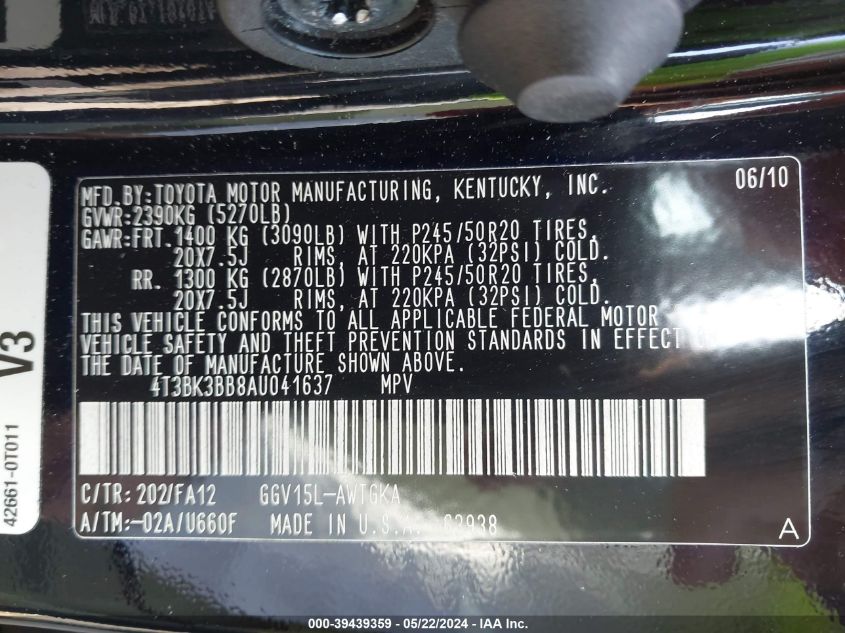 MFD.BY:TOYOTA MOTOR MANUFACTURING, KENTUCKY, INC. 06/10
GVWR:2390KG (5270LB)
GAWR:FRT. 1400 KG (3090LB) WITH P245/50R20 TIRES,
20X7.5J RIMS, AT 220KPA (32PSI) COLD.
RR. 1300 KG (2870LB) WITH P245/50R20 TIRES,
20X7.5J RIMS, AT 220KPA (32PSI) COLD.
THIS VEHICLE CONFORMS TO ALL APPLICABLE FEDERAL MOTOR
VEHICLE SAFETY AND THEFT PREVENTION STANDARDS IN EFFECT
THE DATE OF MANUFACTURE SHOWN ABOVE.
4T3BK3BB8AU041637 MPV
C/TR:202/FA12 GGV15L-AWTGKA
A/TM:-02A/U660F MADE IN U.S.A. A
V3
42661-0T011
000-39439359 - 05/22/2024 - IAA Inc.